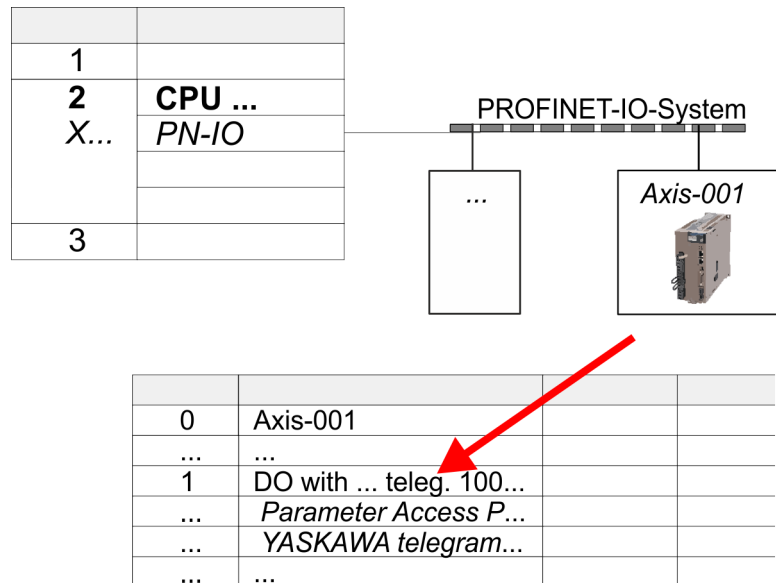 1
2 CPU ...
X... PN-IO
3
PROFINET-IO-System
...
Axis-001
0 Axis-001
... ...
1 DO with ... teleg. 100...
... Parameter Access P...
... YASKAWA telegram...
... ...